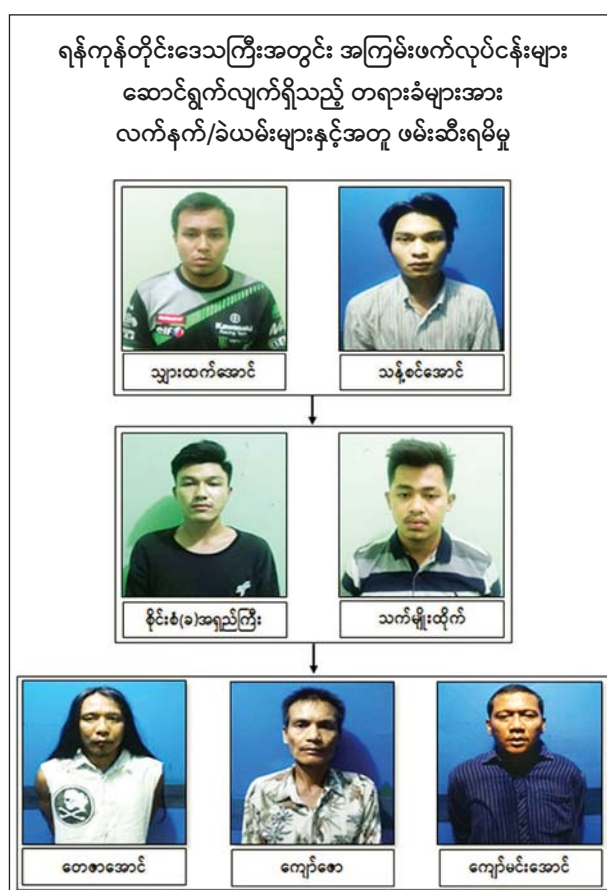 ရန်ကုန်တိုင်းဒေသကြီးအတွင်း အကြမ်းဖက်လုပ်ငန်းများ
ဆောင်ရွက်လျက်ရှိသည့် တရားခံများအား
လက်နက်/ခဲယမ်းများနှင့်အတူ ဖမ်းဆီးရမိမှု
Kawasaki
Racing Team
elf
သျှားထက်အောင်
သန့်စင်အောင်
စိုင်းစံ(ခ)အရှည်ကြီး
သက်မျိုးထိုက်
တေဇာအောင်
ကျော်ဇော
ကျော်မင်းအောင်